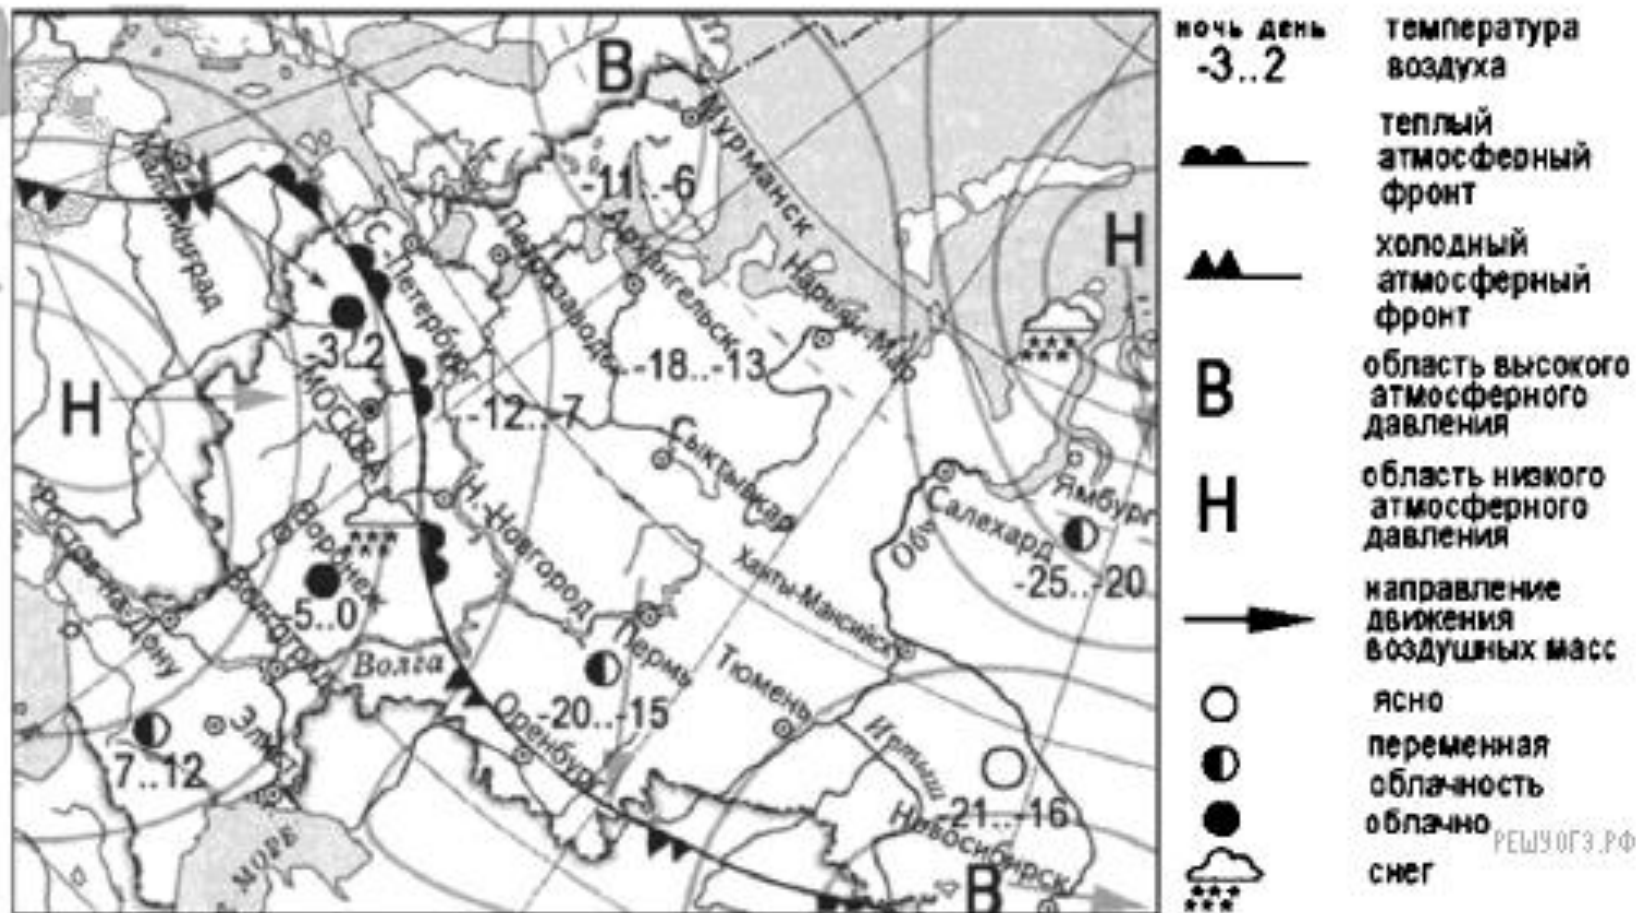 В
Мурманск
Калининград
-11..-6
Н
С.-Петербург
Петрозаводск
Архангельск
Нарьян-Мар
-3..2
-18..-13
Н
МОСКВА
-12..-7
Сыктывкар
Салехард
Ямбург
Обь
-25..-20
Ростов-на-Дону
Воронеж
Н.-Новгород
Ханты-Мансийск
-5..0
Волгоград
Волга
Пермь
Тюмень
-20..-15
Оренбург
Элиста
7..12
Иртыш
-21..-16
Новосибирск
В
МОРЕ
ночь день
-3..2
температура
воздуха
теплый
атмосферный
фронт
холодный
атмосферный
фронт
В
область высокого
атмосферного
давления
Н
область низкого
атмосферного
давления
направление
движения
воздушных масс
ясно
переменная
облачность
облачно
снег
РЕШУОГЭ.РФ